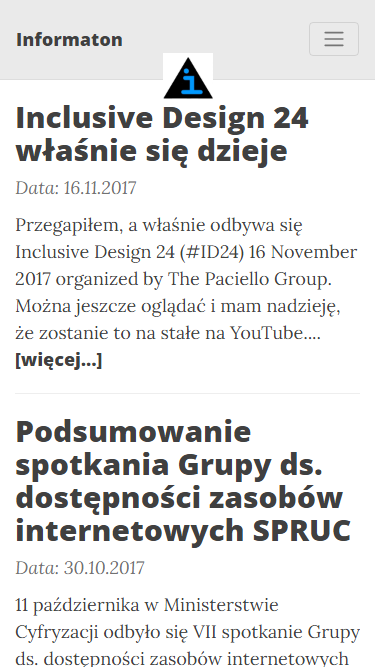 Informaton
i
Inclusive Design 24
właśnie się dzieje
Data: 16.11.2017
Przegapiłem, a właśnie odbywa się
Inclusive Design 24 (#ID24) 16 November
2017 organized by The Paciello Group.
Można jeszcze oglądać i mam nadzieję,
że zostanie to na stałe na YouTube....
[więcej...]
Podsumowanie
spotkania Grupy ds.
dostępności zasobów
internetowych SPRUC
Data: 30.10.2017
11 października w Ministerstwie
Cyfryzacji odbyło się VII spotkanie Grupy
ds. dostępności zasobów internetowych